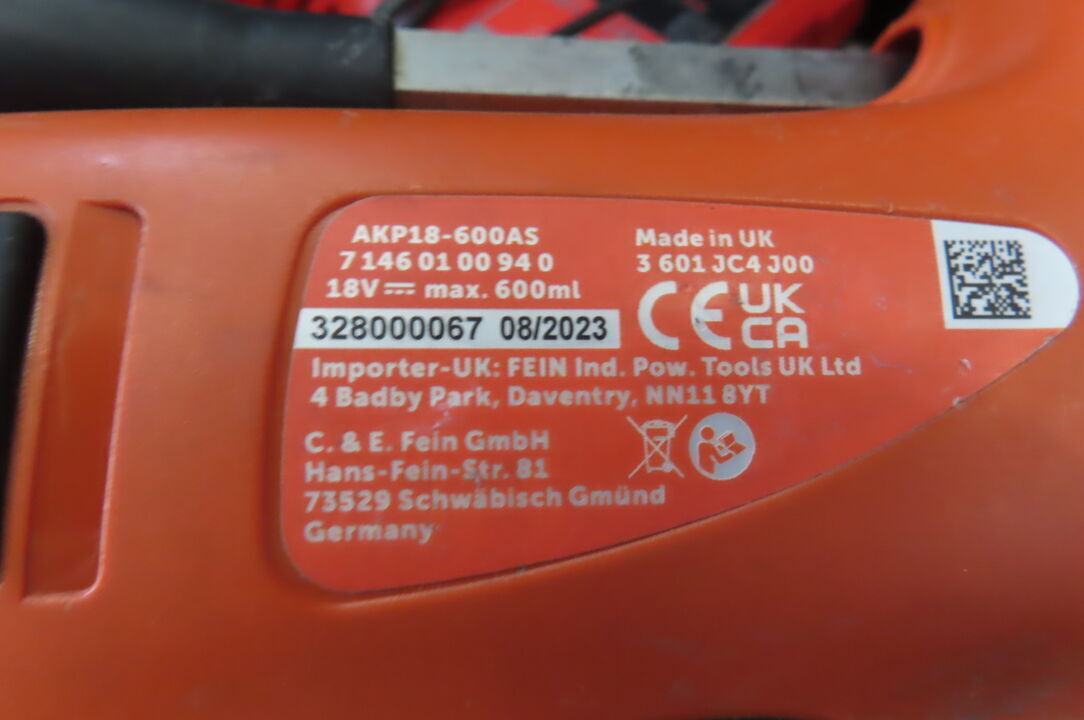 AKP18-600AS
7 146 01 00 94 0
18V ⎓ max. 600ml
328000067 08/2023
Made in UK
3 601 JC4 J00
CE UK CA
Importer-UK: FEIN Ind. Pow. Tools UK Ltd
4 Badby Park, Daventry, NN11 8YT
C. & E. Fein GmbH
Hans-Fein-Str. 81
73529 Schwäbisch Gmünd
Germany